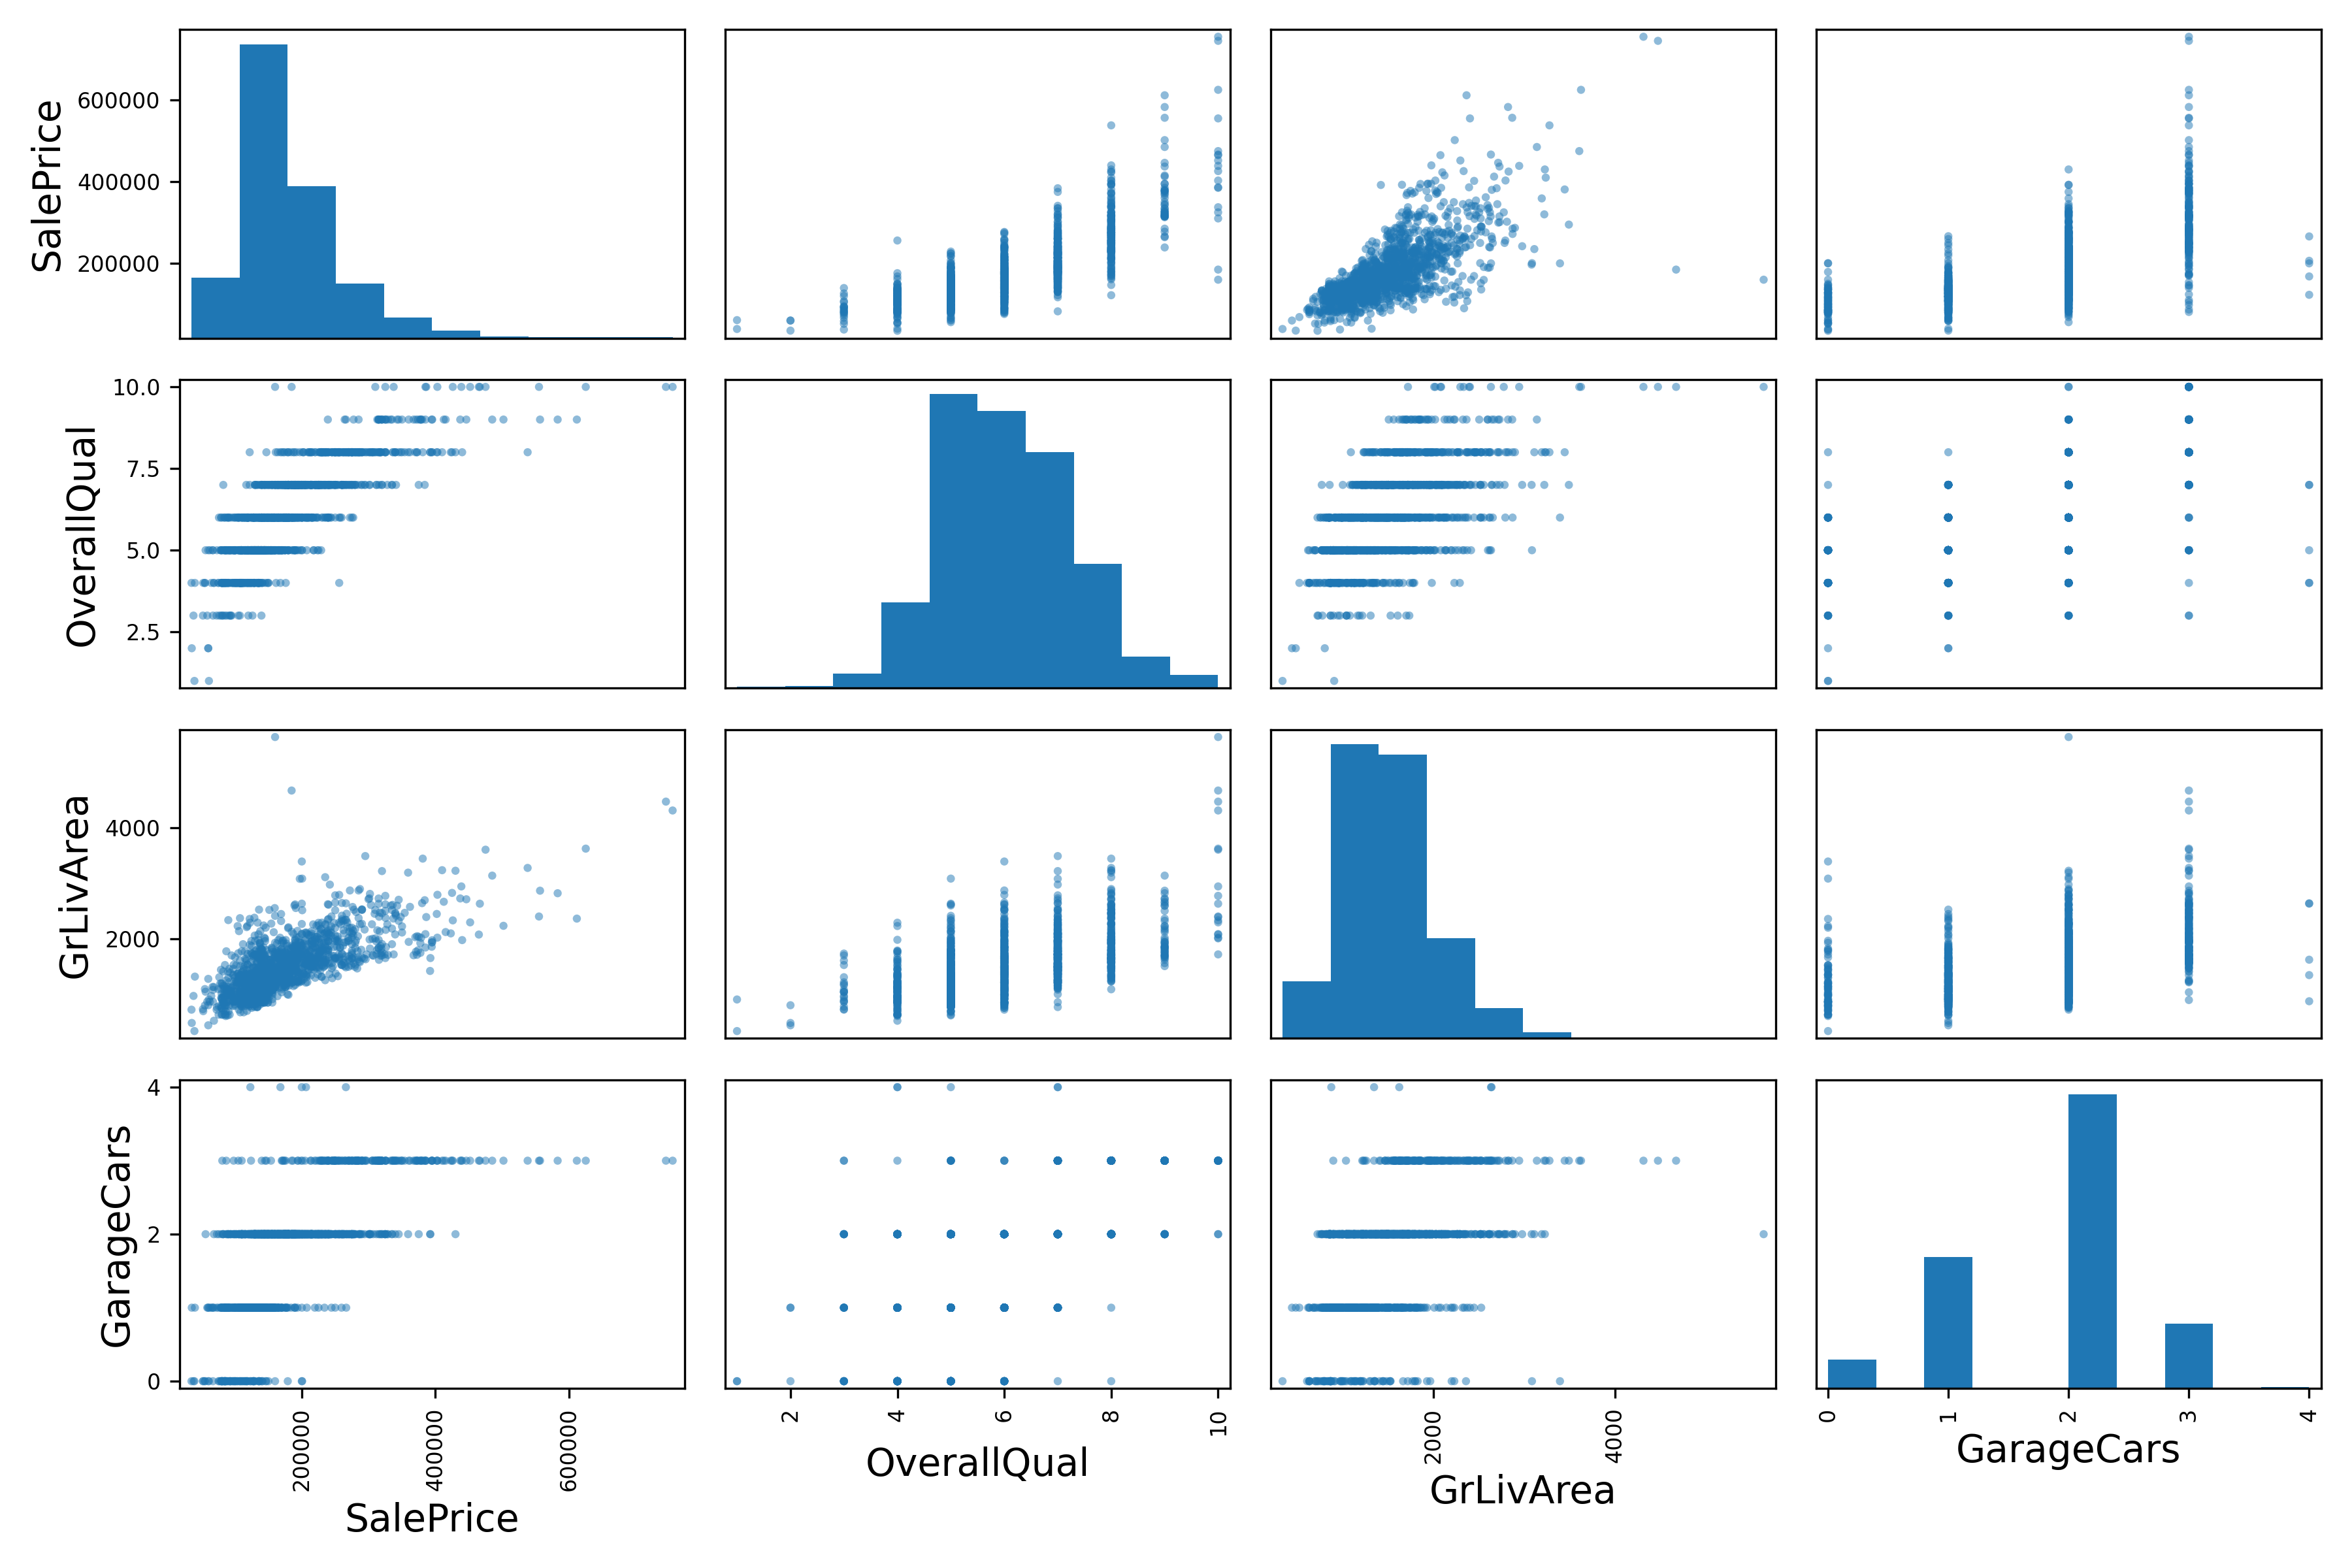 SalePrice
600000
400000
200000
OverallQual
10.0
7.5
5.0
2.5
GrLivArea
4000
2000
GarageCars
4
2
0
200000 400000 600000
2 4 6 8 10
2000 4000
0 1 2 3 4
SalePrice
OverallQual
GrLivArea
GarageCars